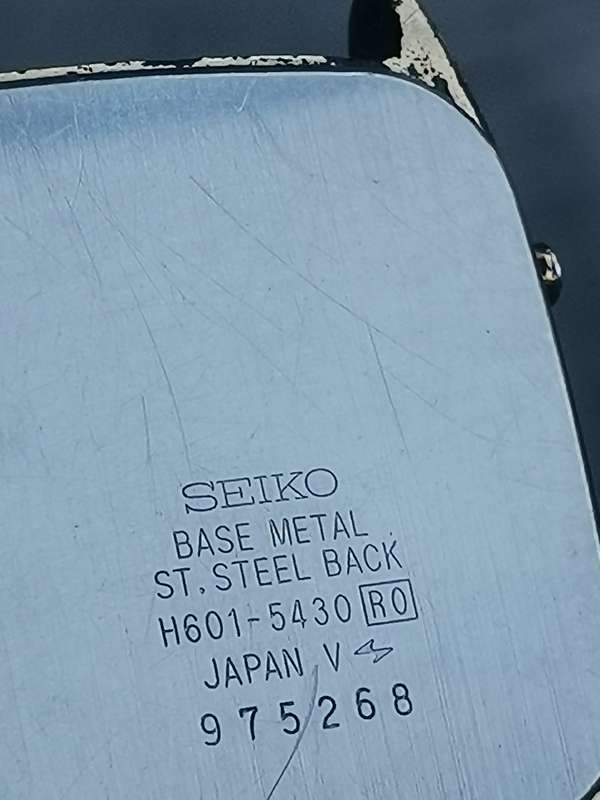 SEIKO
BASE METAL
ST. STEEL BACK
H601-5430 R0
JAPAN V
975268